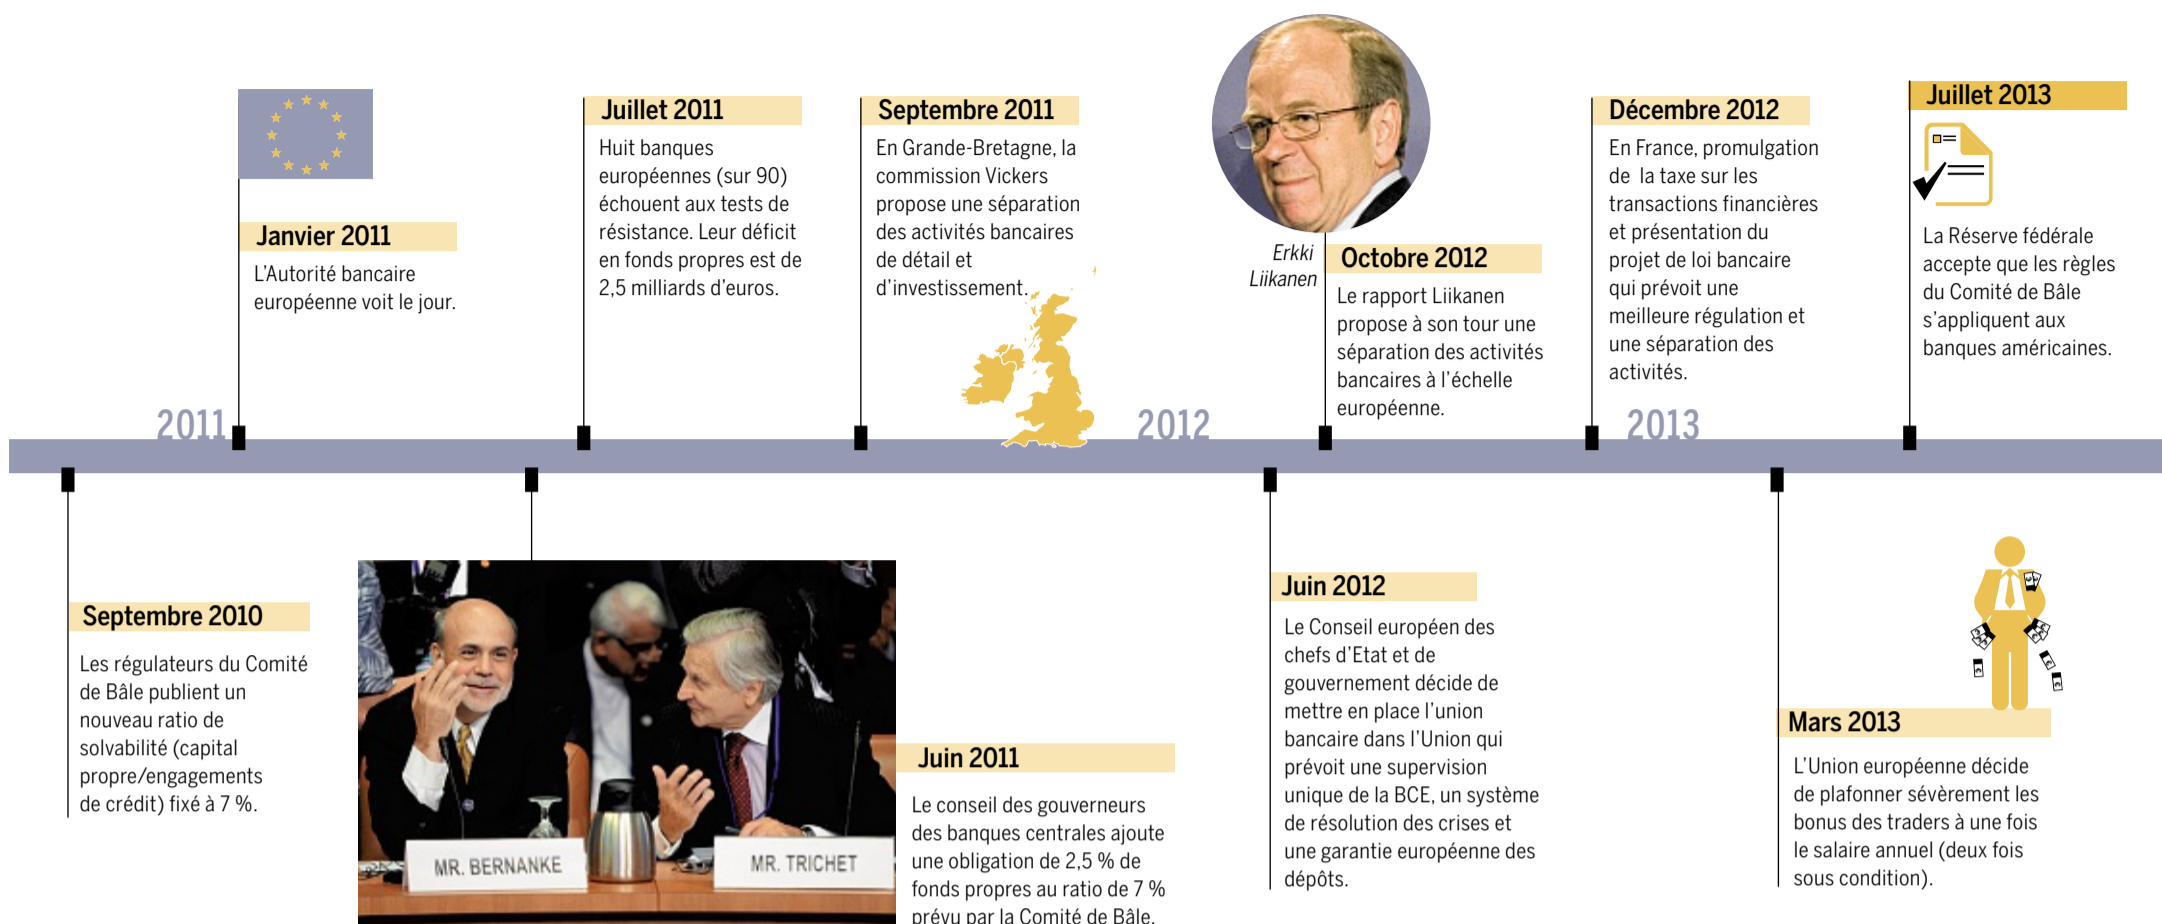 Septembre 2010
Les régulateurs du Comité
de Bâle publient un
nouveau ratio de
solvabilité (capital
propre/engagements
de crédit) fixé à 7 %.
2011
Janvier 2011
L'Autorité bancaire
européenne voit le jour.
MR. BERNANKE
MR. TRICHET
Juin 2011
Le conseil des gouverneurs
des banques centrales ajoute
une obligation de 2,5 % de
fonds propres au ratio de 7 %
prévu par la Comité de Bâle.
Juillet 2011
Huit banques
européennes (sur 90)
échouent aux tests de
résistance. Leur déficit
en fonds propres est de
2,5 milliards d'euros.
Septembre 2011
En Grande-Bretagne, la
commission Vickers
propose une séparation
des activités bancaires
de détail et
d'investissement.
2012
Juin 2012
Le Conseil européen des
chefs d'Etat et de
gouvernement décide de
mettre en place l'union
bancaire dans l'Union qui
prévoit une supervision
unique de la BCE, un système
de résolution des crises et
une garantie européenne des
dépôts.
Erkki
Liikanen
Octobre 2012
Le rapport Liikanen
propose à son tour une
séparation des activités
bancaires à l'échelle
européenne.
Décembre 2012
En France, promulgation
de la taxe sur les
transactions financières
et présentation du
projet de loi bancaire
qui prévoit une
meilleure régulation et
une séparation des
activités.
2013
Mars 2013
L'Union européenne décide
de plafonner sévèrement les
bonus des traders à une fois
le salaire annuel (deux fois
sous condition).
Juillet 2013
La Réserve fédérale
accepte que les règles
du Comité de Bâle
s'appliquent aux
banques américaines.